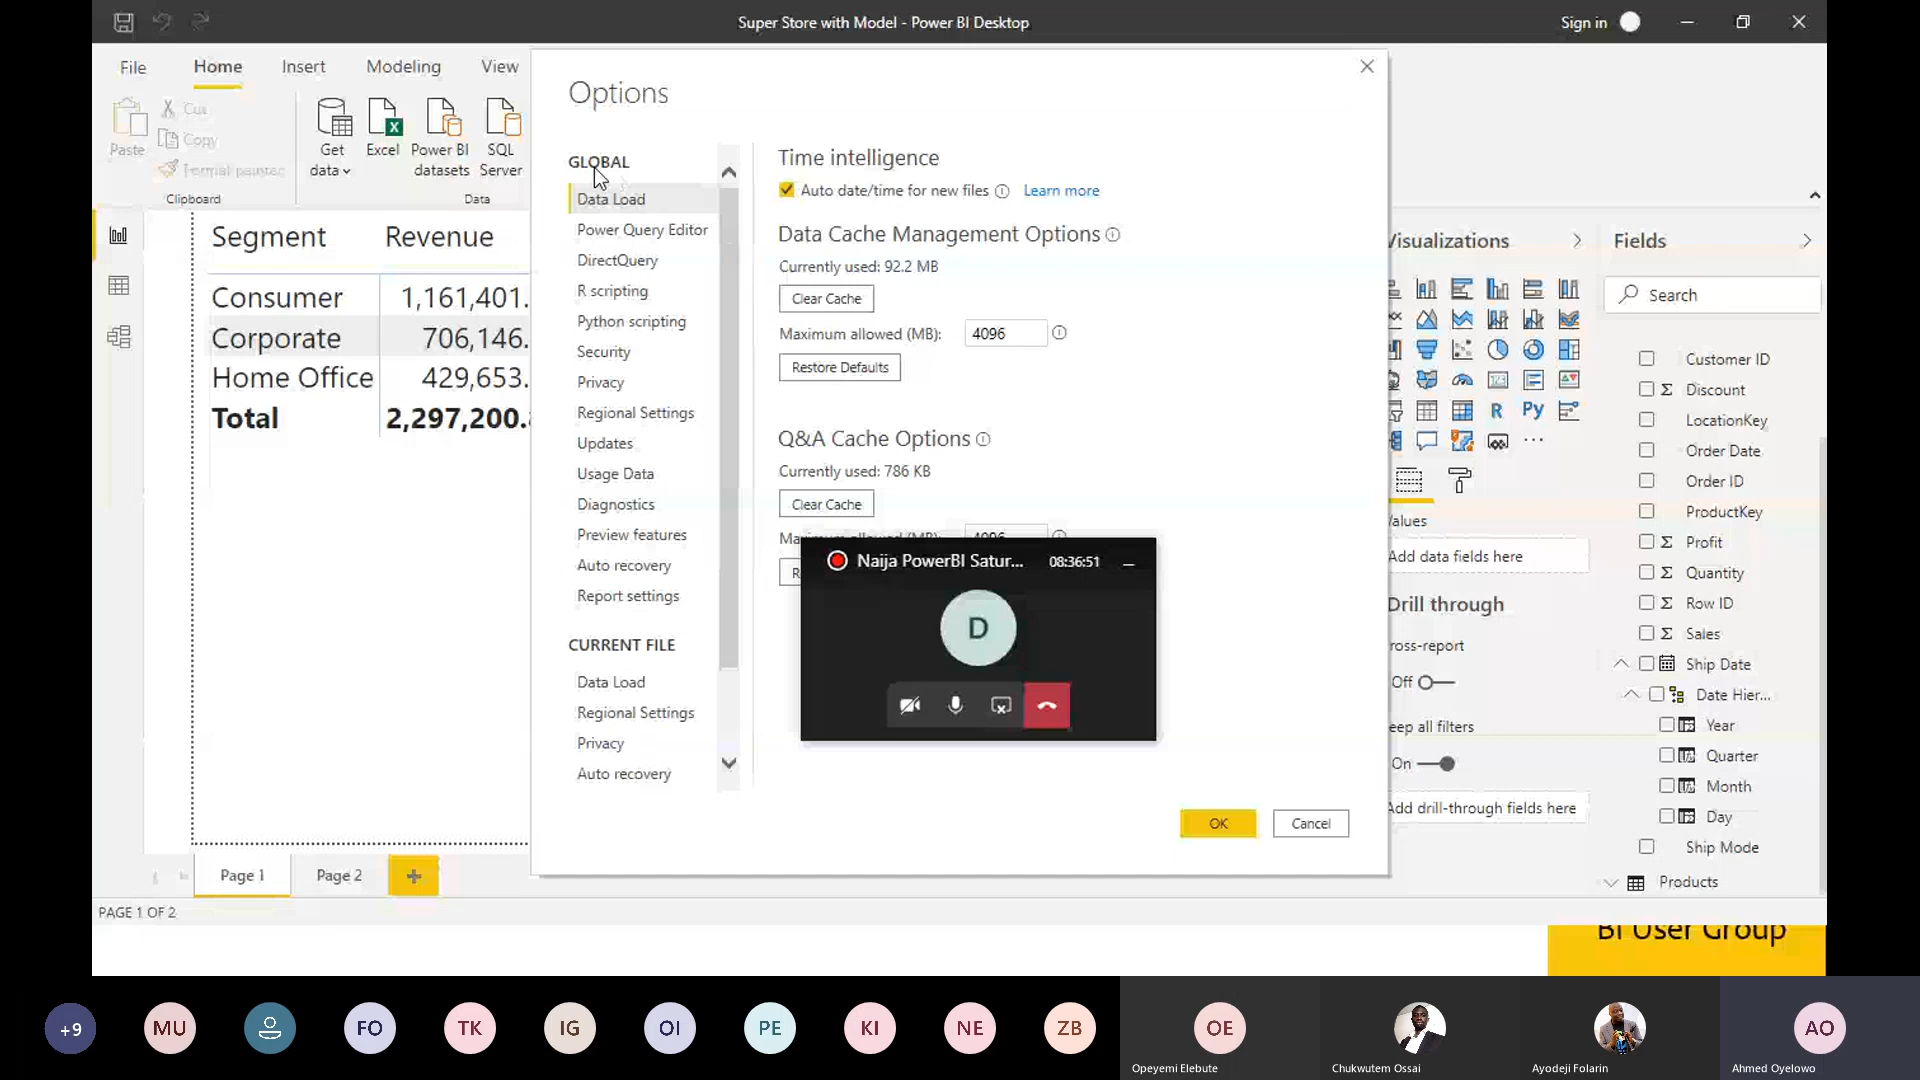 Super Store with Model - Power BI Desktop
Sign in
File
Home
Insert
Modeling
View
Paste
Cut
Copy
Format painter
Clipboard
Get data
Excel
Power BI datasets
SQL Server
Data
Segment Revenue
Consumer 1,161,401.
Corporate 706,146.
Home Office 429,653.
Total 2,297,200.
Options
GLOBAL
Data Load
Power Query Editor
DirectQuery
R scripting
Python scripting
Security
Privacy
Regional Settings
Updates
Usage Data
Diagnostics
Preview features
Auto recovery
Report settings
CURRENT FILE
Data Load
Regional Settings
Privacy
Auto recovery
Time intelligence
Auto date/time for new files Learn more
Data Cache Management Options
Currently used: 92.2 MB
Clear Cache
Maximum allowed (MB): 4096
Restore Defaults
Q&A Cache Options
Currently used: 786 KB
Clear Cache
Maximum allowed (MB): 4096
R
Naija PowerBI Satur... 08:36:51
D
OK
Cancel
Visualizations
R
Py
Values
Add data fields here
Drill through
ross-report
Off
eep all filters
On
Add drill-through fields here
Fields
Search
Customer ID
Discount
LocationKey
Order Date
Order ID
ProductKey
Profit
Quantity
Row ID
Sales
Ship Date
Date Hier...
Year
Quarter
Month
Day
Ship Mode
Products
Page 1
Page 2
PAGE 1 OF 2
BI User Group
+9
MU
FO
TK
IG
OI
PE
KI
NE
ZB
OE
AO
Opeyemi Elebute
Chukwutem Ossai
Ayodeji Folarin
Ahmed Oyelowo